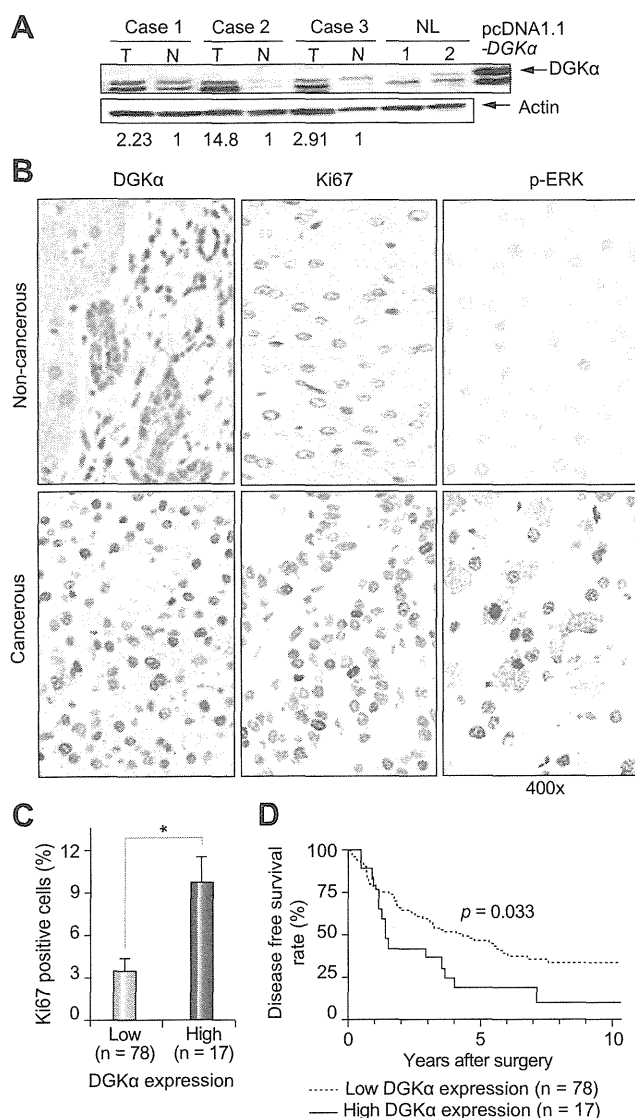 A
Case 1 Case 2 Case 3 NL pcDNA1.1
T N T N T N 1 2 -DGKα
DGKα
Actin
2.23 1 14.8 1 2.91 1
B
DGKα Ki67 p-ERK
Non-cancerous
Cancerous
400x
C
Ki67 positive cells (%)
12
9
6
3
0
*
Low (n = 78)
High (n = 17)
DGKα expression
D
Disease free survival
rate (%)
100
75
50
25
0
p = 0.033
0 5 10
Years after surgery
Low DGKα expression (n = 78)
High DGKα expression (n = 17)